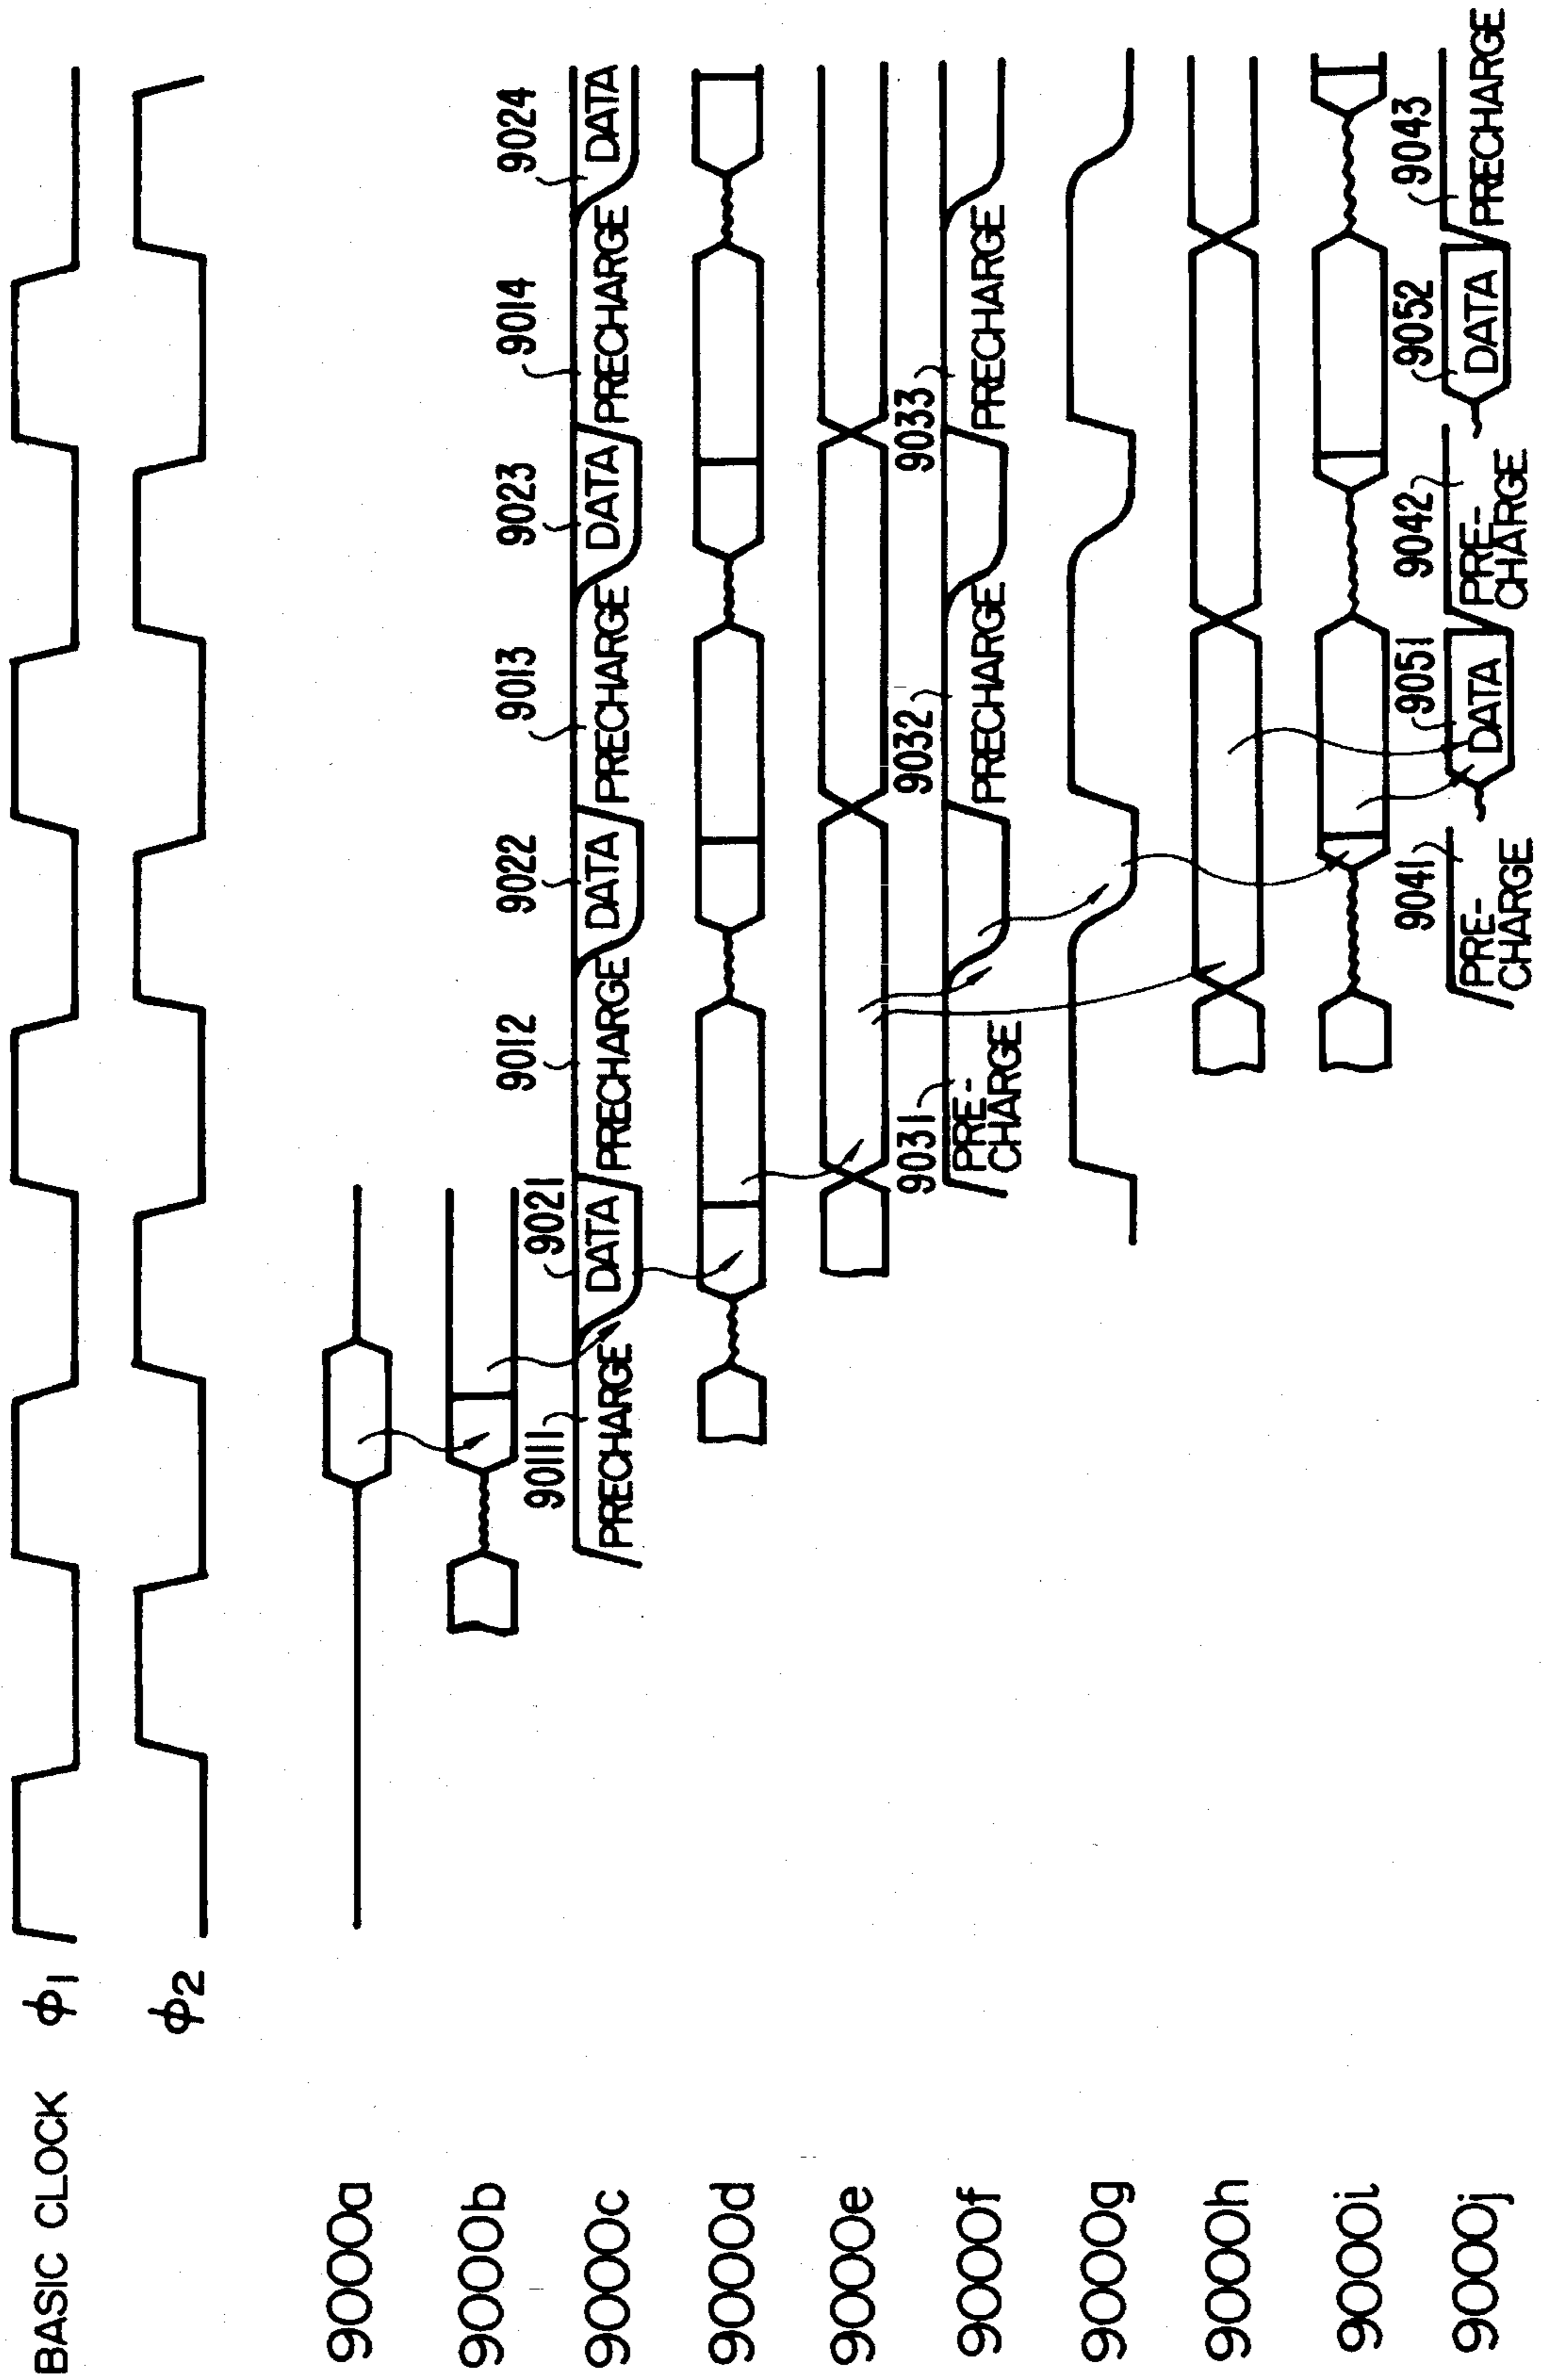 BASIC CLOCK φ1
φ2
9000a
9000b
90111 9021 9012 9022 9013 9023 9014 9024
9000c PRECHARGE DATA PRECHARGE DATA PRECHARGE DATA PRECHARGE DATA
9000d
9000e
9031 9032 9033
9000f PRE- PRECHARGE PRECHARGE
CHARGE
9000g
9000h
9000i
9041 9051 9042 9052 9043
9000j PRE- DATA PRE- DATA PRECHARGE
CHARGE CHARGE